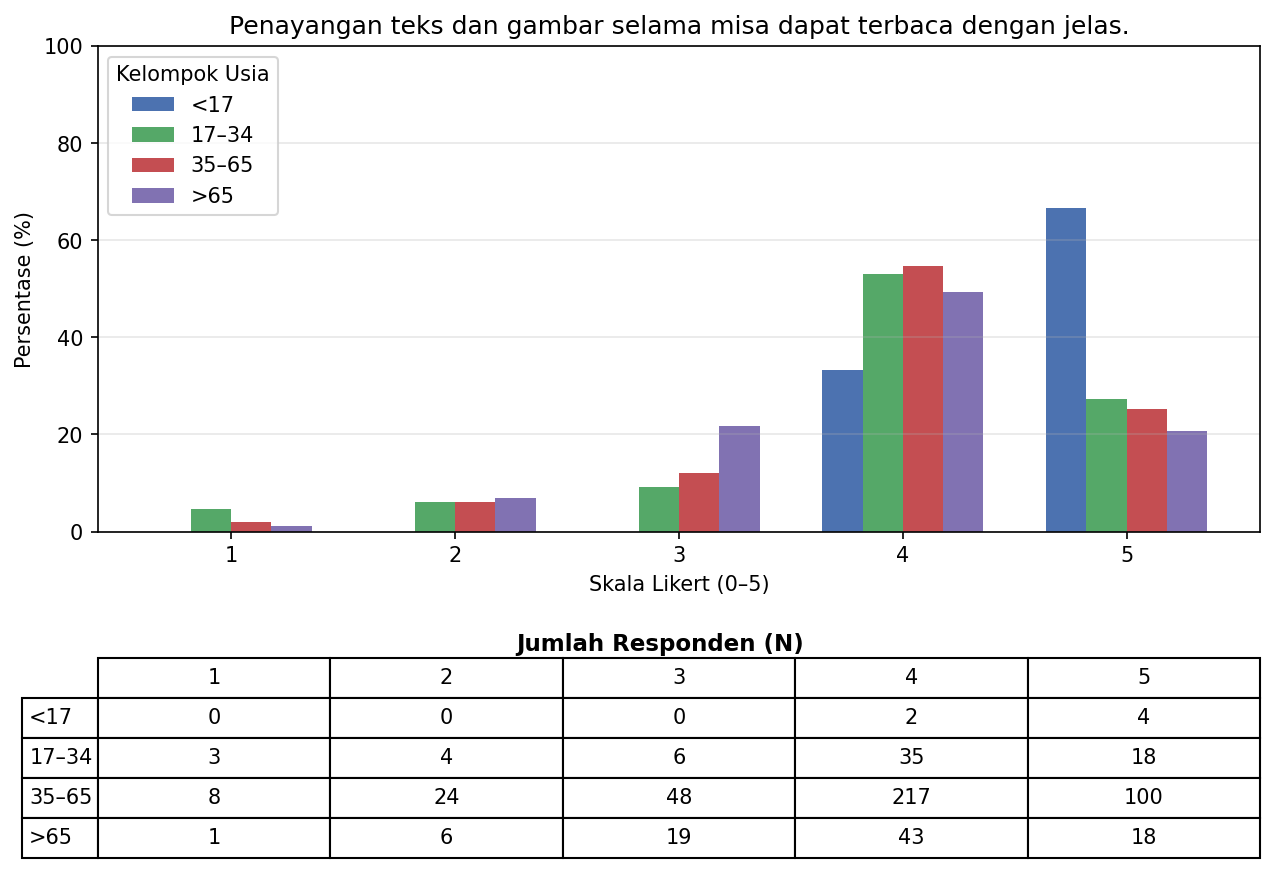 Penayangan teks dan gambar selama misa dapat terbaca dengan jelas.
100
80
60
40
20
0
Persentase (%)
Kelompok Usia
<17
17–34
35–65
>65
1 2 3 4 5
Skala Likert (0–5)
Jumlah Responden (N)
1 2 3 4 5
<17 0 0 0 2 4
17–34 3 4 6 35 18
35–65 8 24 48 217 100
>65 1 6 19 43 18